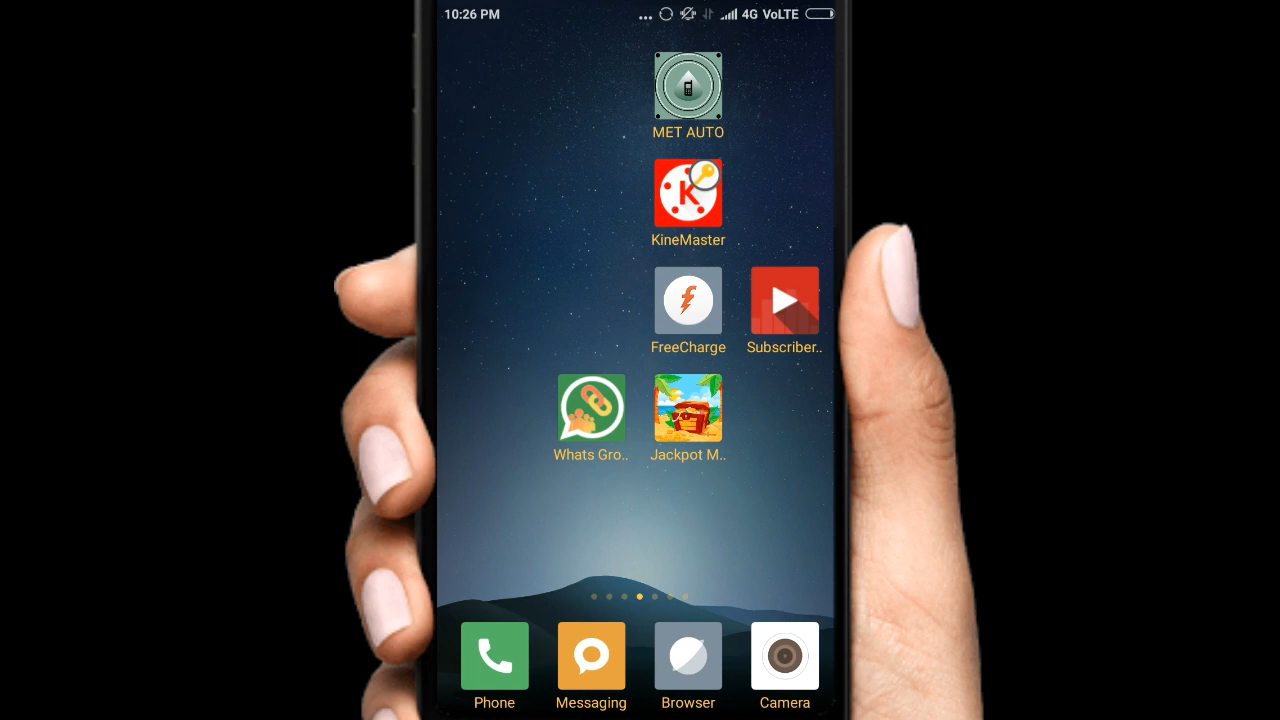 10:26 PM ... 4G VoLTE
MET AUTO
K
KineMaster
FreeCharge
Subscriber..
Whats Gro..
Jackpot M..
Phone
Messaging
Browser
Camera